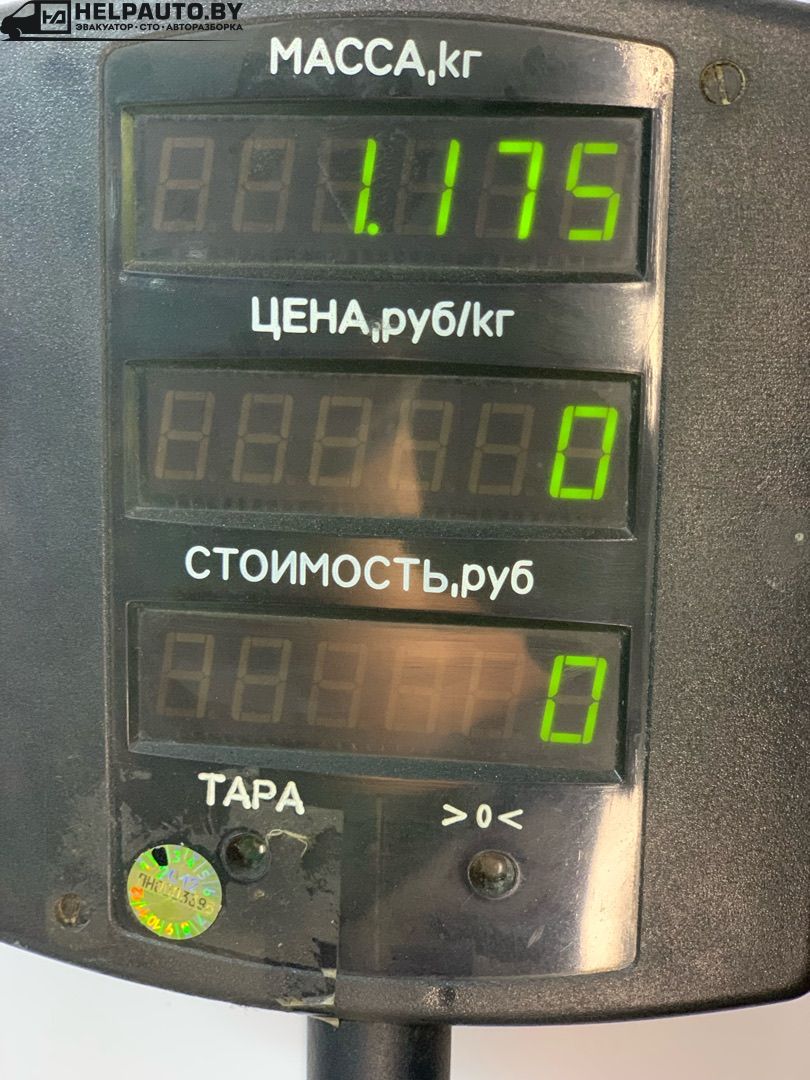 HELPAUTO.BY
ЭВАКУАТОР • СТО • АВТОРАЗБОРКА
МАССА,кг
1.175
ЦЕНА,руб/кг
0
СТОИМОСТЬ,руб
0
ТАРА
>0<